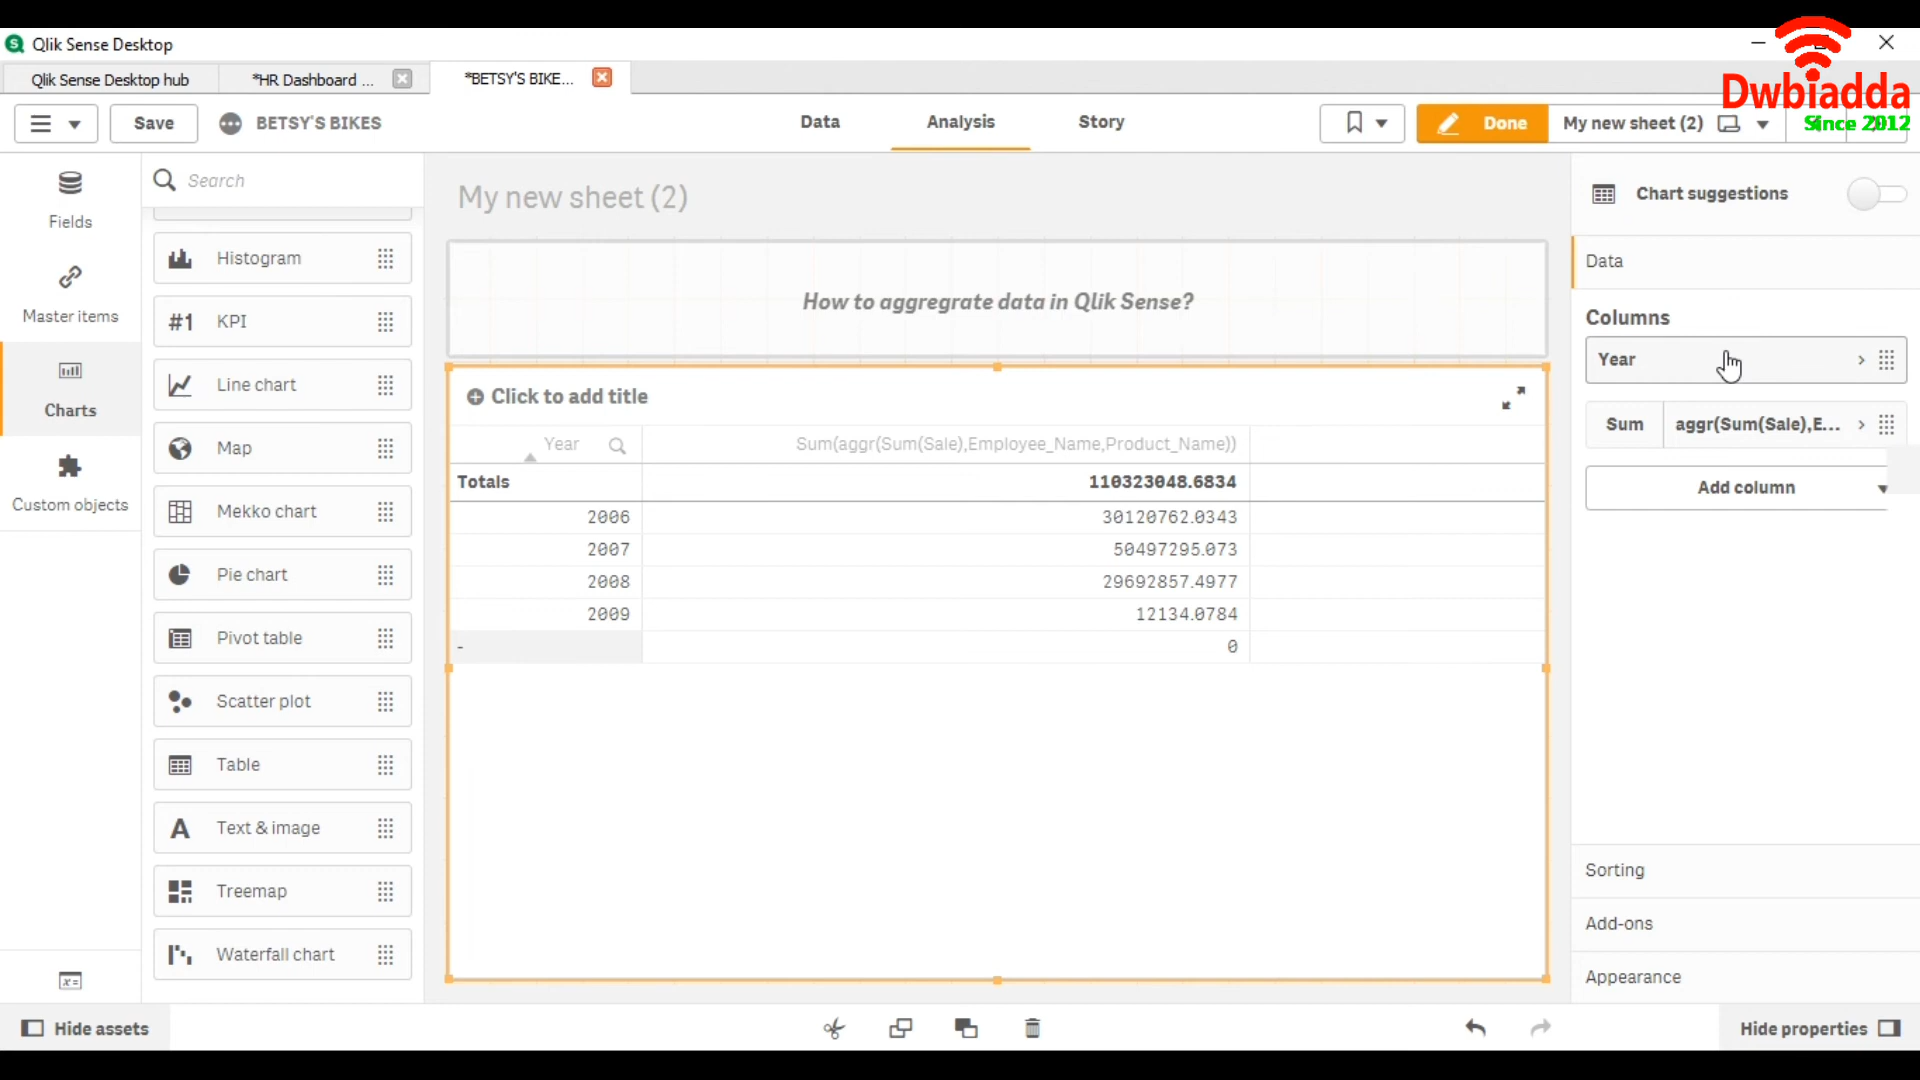 Qlik Sense Desktop
Qlik Sense Desktop hub
*HR Dashboard ...
*BETSY'S BIKE...
Dwbiadda
Since 2012
Save
BETSY'S BIKES
Data
Analysis
Story
Done
My new sheet (2)
Fields
Master items
Charts
Custom objects
Search
Histogram
#1 KPI
Line chart
Map
Mekko chart
Pie chart
Pivot table
Scatter plot
Table
A Text & image
Treemap
Waterfall chart
My new sheet (2)
How to aggregrate data in Qlik Sense?
Click to add title
Year Sum(aggr(Sum(Sale),Employee_Name,Product_Name))
Totals 110323048.6834
2006 30120762.0343
2007 50497295.073
2008 29692857.4977
2009 12134.0784
- 0
Chart suggestions
Data
Columns
Year
Sum aggr(Sum(Sale),E...
Add column
Sorting
Add-ons
Appearance
x=
Hide assets
Hide properties